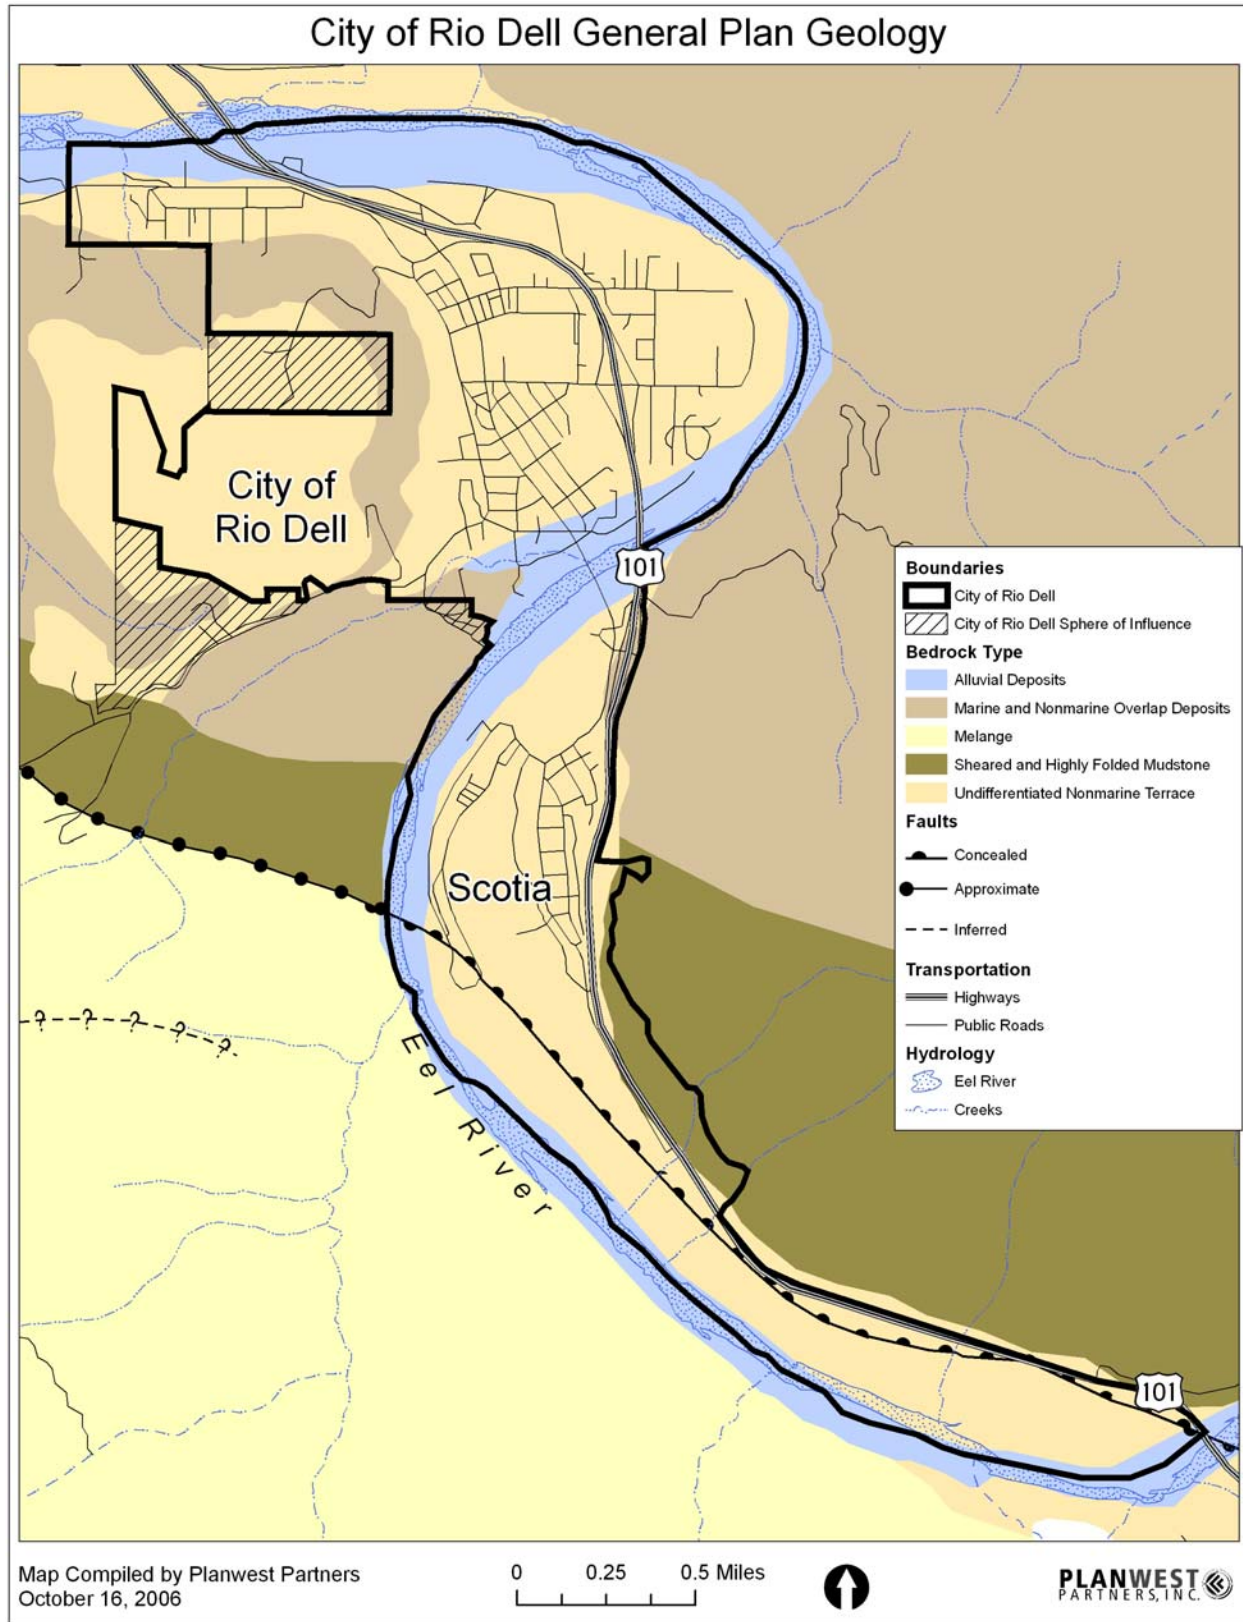 City of Rio Dell General Plan Geology
City of
Rio Dell
101
Scotia
Eel River
101
Boundaries
City of Rio Dell
City of Rio Dell Sphere of Influence
Bedrock Type
Alluvial Deposits
Marine and Nonmarine Overlap Deposits
Melange
Sheared and Highly Folded Mudstone
Undifferentiated Nonmarine Terrace
Faults
Concealed
Approximate
Inferred
Transportation
Highways
Public Roads
Hydrology
Eel River
Creeks
? ? ? ? ?
Map Compiled by Planwest Partners
October 16, 2006
0 0.25 0.5 Miles
PLANWEST
PARTNERS, INC.